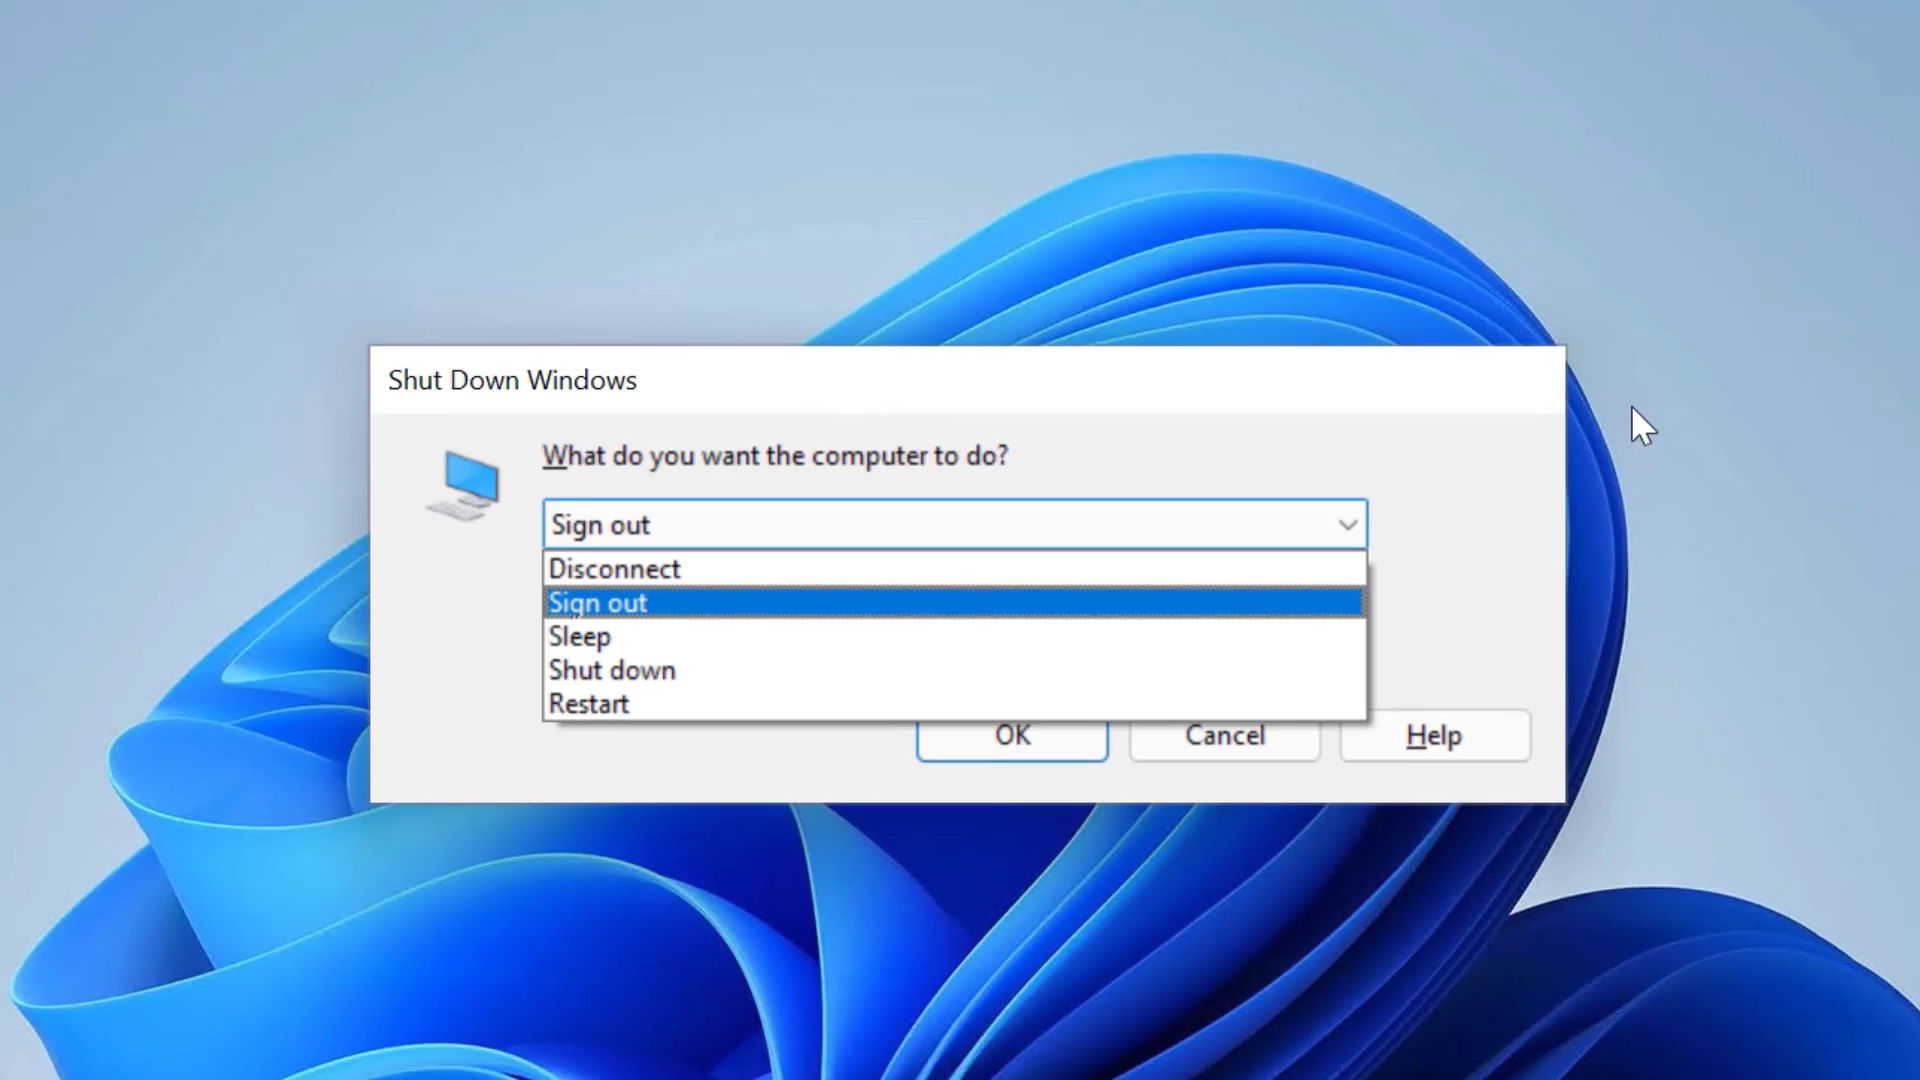 Shut Down Windows
What do you want the computer to do?
Sign out
Disconnect
Sign out
Sleep
Shut down
Restart
OK Cancel Help